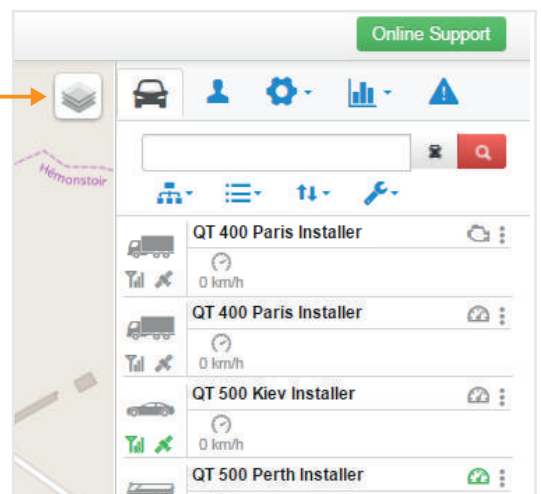 Online Support
Hémonstoir
QT 400 Paris Installer
0 km/h
QT 400 Paris Installer
0 km/h
QT 500 Kiev Installer
0 km/h
QT 500 Perth Installer